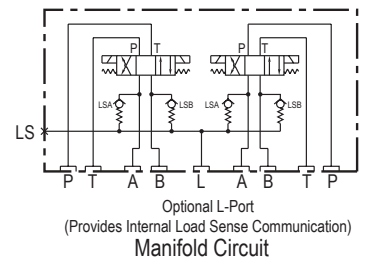 P T P T
LSA LSB LSA LSB
LS
P T A B L A B T P
Optional L-Port
(Provides Internal Load Sense Communication)
Manifold Circuit